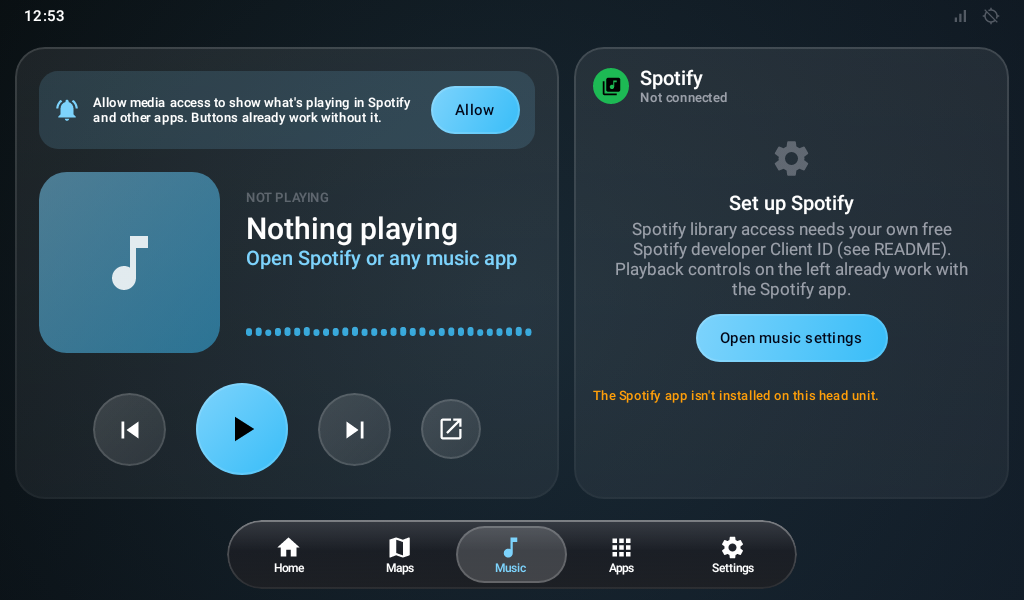 12:53
Allow media access to show what's playing in Spotify
and other apps. Buttons already work without it.
Allow
NOT PLAYING
Nothing playing
Open Spotify or any music app
Spotify
Not connected
Set up Spotify
Spotify library access needs your own free
Spotify developer Client ID (see README).
Playback controls on the left already work with
the Spotify app.
Open music settings
The Spotify app isn't installed on this head unit.
Home
Maps
Music
Apps
Settings